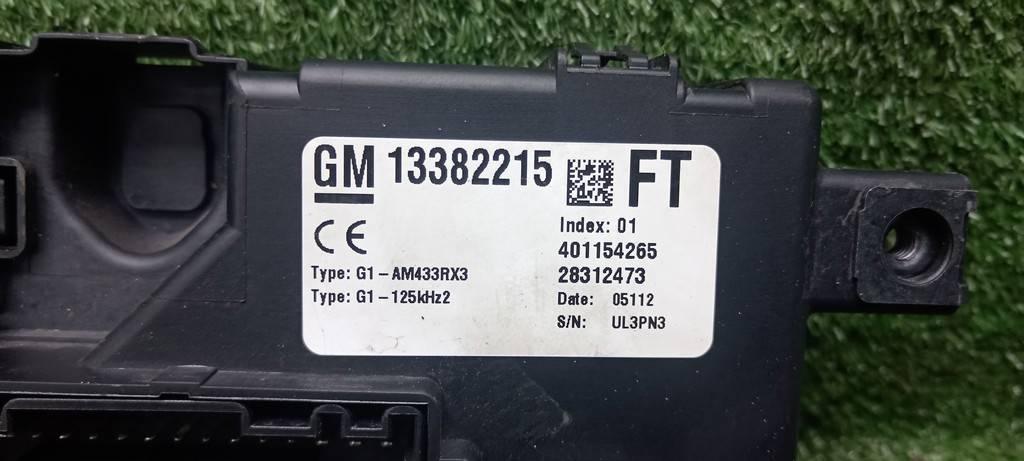 GM 13382215 FT
CE
Index: 01
401154265
28312473
Type: G1-AM433RX3
Type: G1-125kHz2
Date: 05112
S/N: UL3PN3